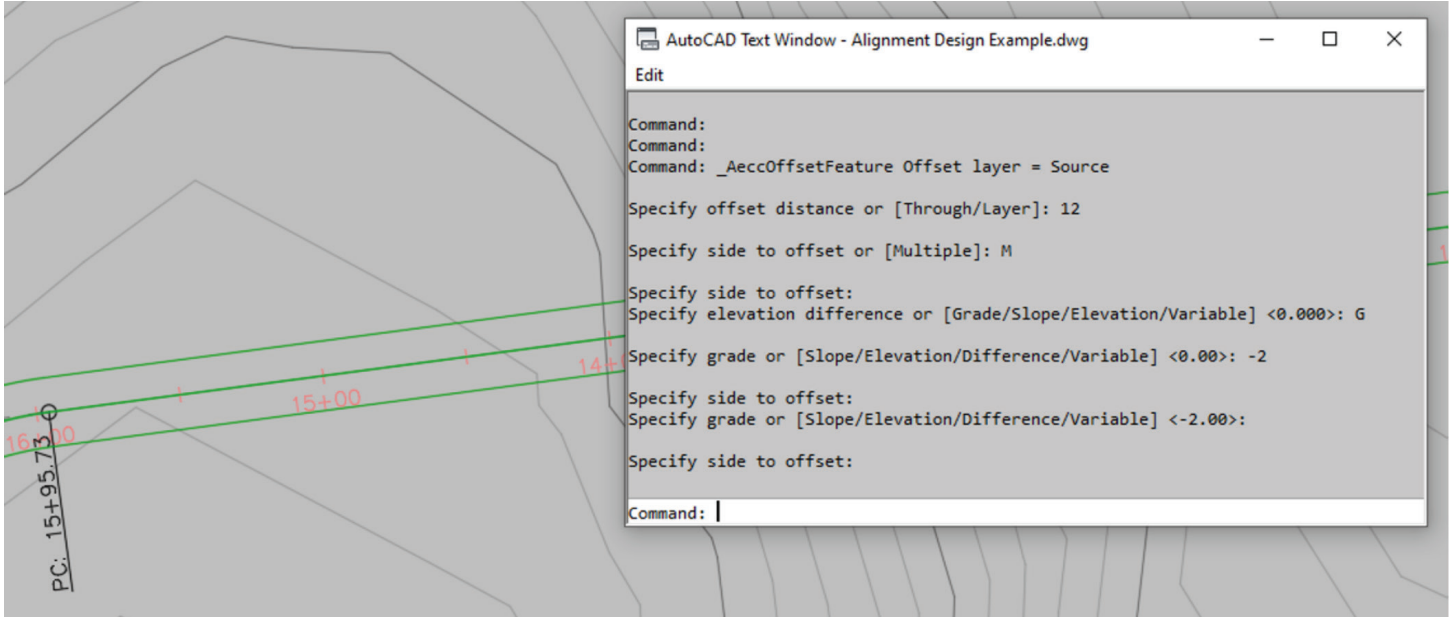 AutoCAD Text Window - Alignment Design Example.dwg
Edit
Command:
Command:
Command: _AeccOffsetFeature Offset layer = Source
Specify offset distance or [Through/Layer]: 12
Specify side to offset or [Multiple]: M
Specify side to offset:
Specify elevation difference or [Grade/Slope/Elevation/Variable] <0.000>: G
Specify grade or [Slope/Elevation/Difference/Variable] <0.00>: -2
Specify side to offset:
Specify grade or [Slope/Elevation/Difference/Variable] <-2.00>:
Specify side to offset:
Command:
15+00
16+00
PC: 15+95.73